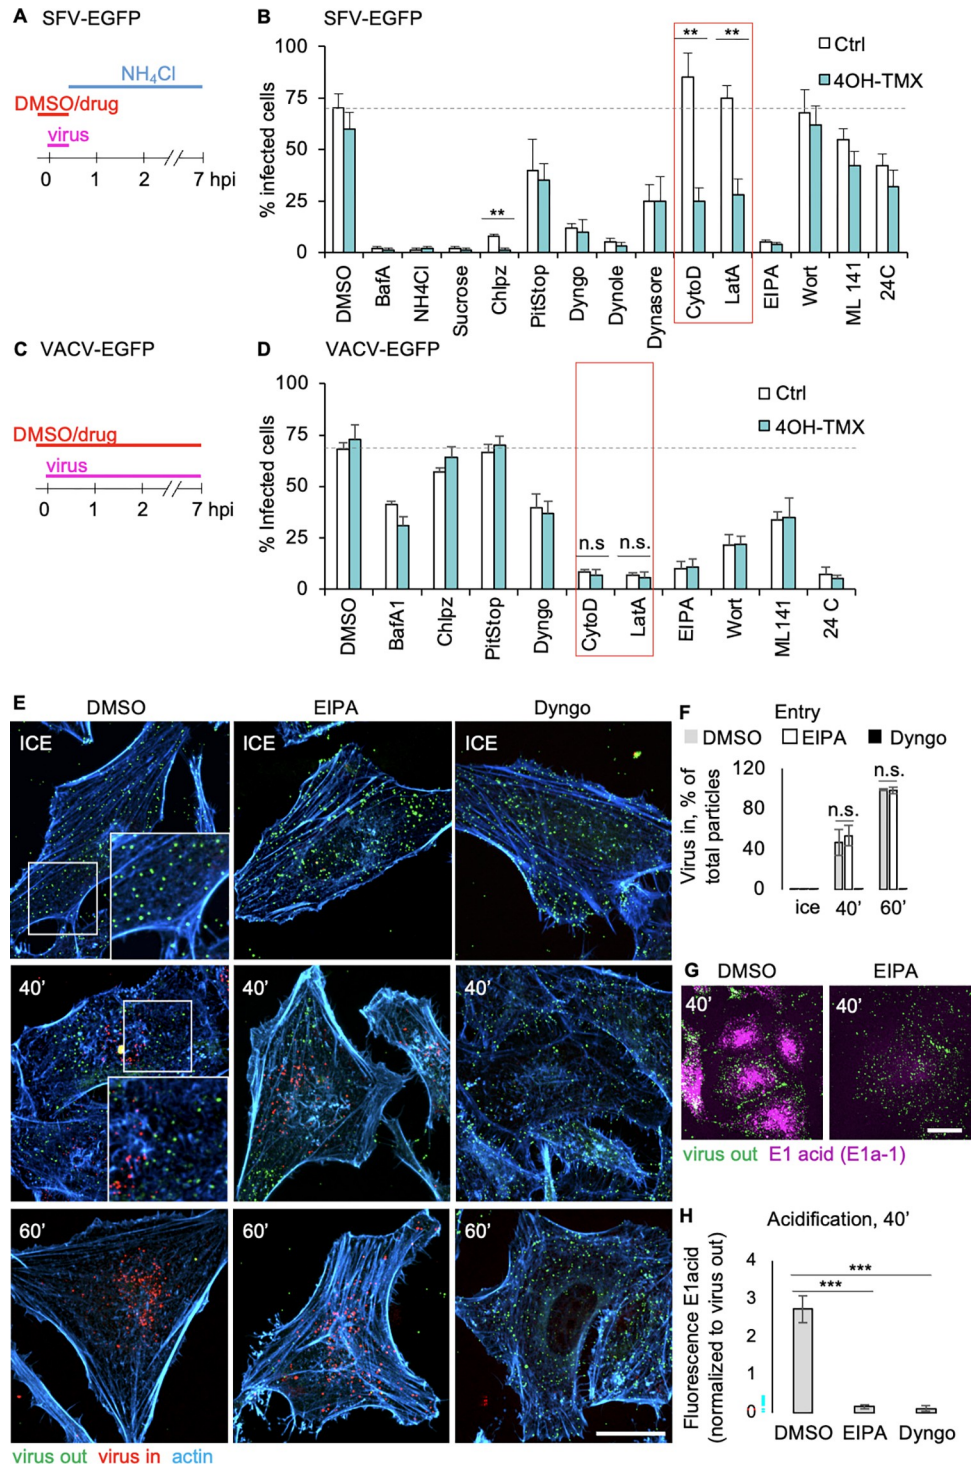 A SFV-EGFP
NH4Cl
DMSO/drug
virus
0 1 2 7 hpi
B SFV-EGFP
% infected cells
100
75
50
25
0
** ** **
Ctrl
4OH-TMX
DMSO BafA NH4Cl Sucrose Chlpz PitStop Dyngo Dynole Dynasore CytoD LatA EIPA Wort ML 141 24C
C VACV-EGFP
DMSO/drug
virus
0 1 2 7 hpi
D VACV-EGFP
% Infected cells
100
75
50
25
0
n.s n.s.
Ctrl
4OH-TMX
DMSO BafA1 Chlpz PitStop Dyngo CytoD LatA EIPA Wort ML141 24 C
E DMSO EIPA Dyngo
ICE ICE ICE
40' 40' 40'
60' 60' 60'
virus out virus in actin
F Entry
DMSO EIPA Dyngo
Virus in, % of
total particles
120
80
40
0
n.s. n.s.
ice 40' 60'
G DMSO EIPA
40' 40'
virus out E1 acid (E1a-1)
H Acidification, 40'
Fluorescence E1acid
(normalized to virus out)
4
3
2
1
0
***
***
DMSO EIPA Dyngo